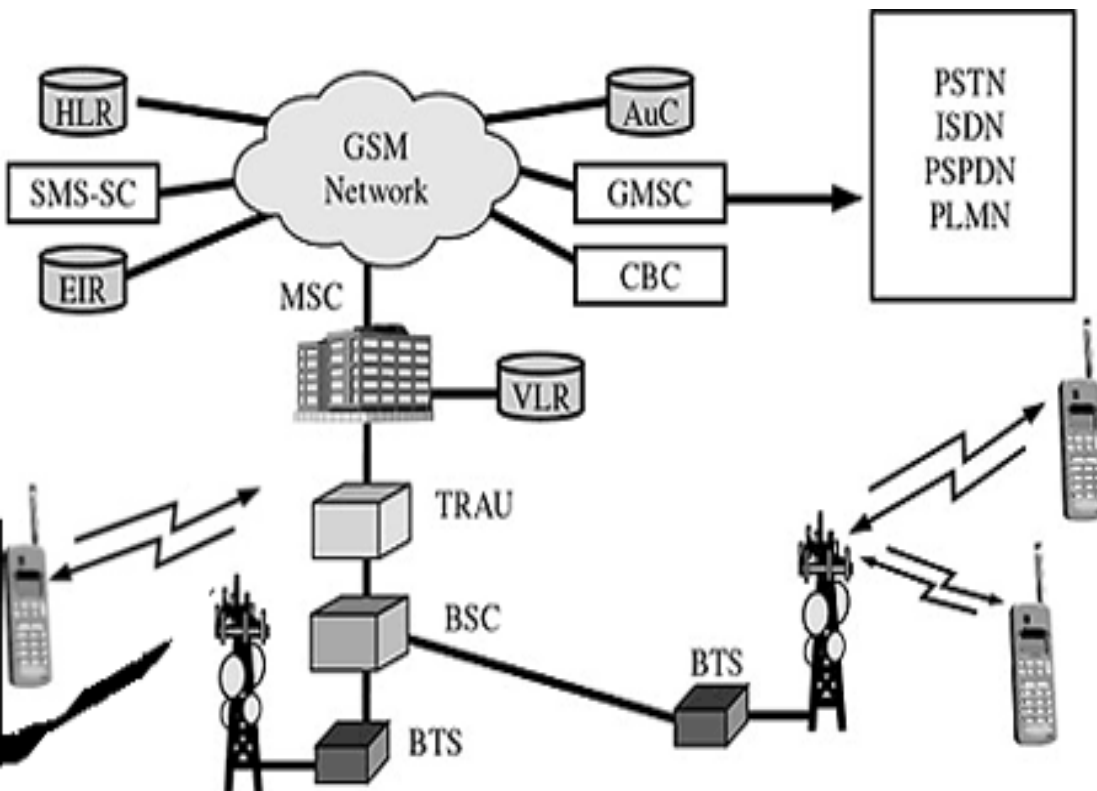 HLR
AuC
PSTN
ISDN
PSPDN
PLMN
GSM
Network
SMS-SC
GMSC
EIR
CBC
MSC
VLR
TRAU
BSC
BTS
BTS